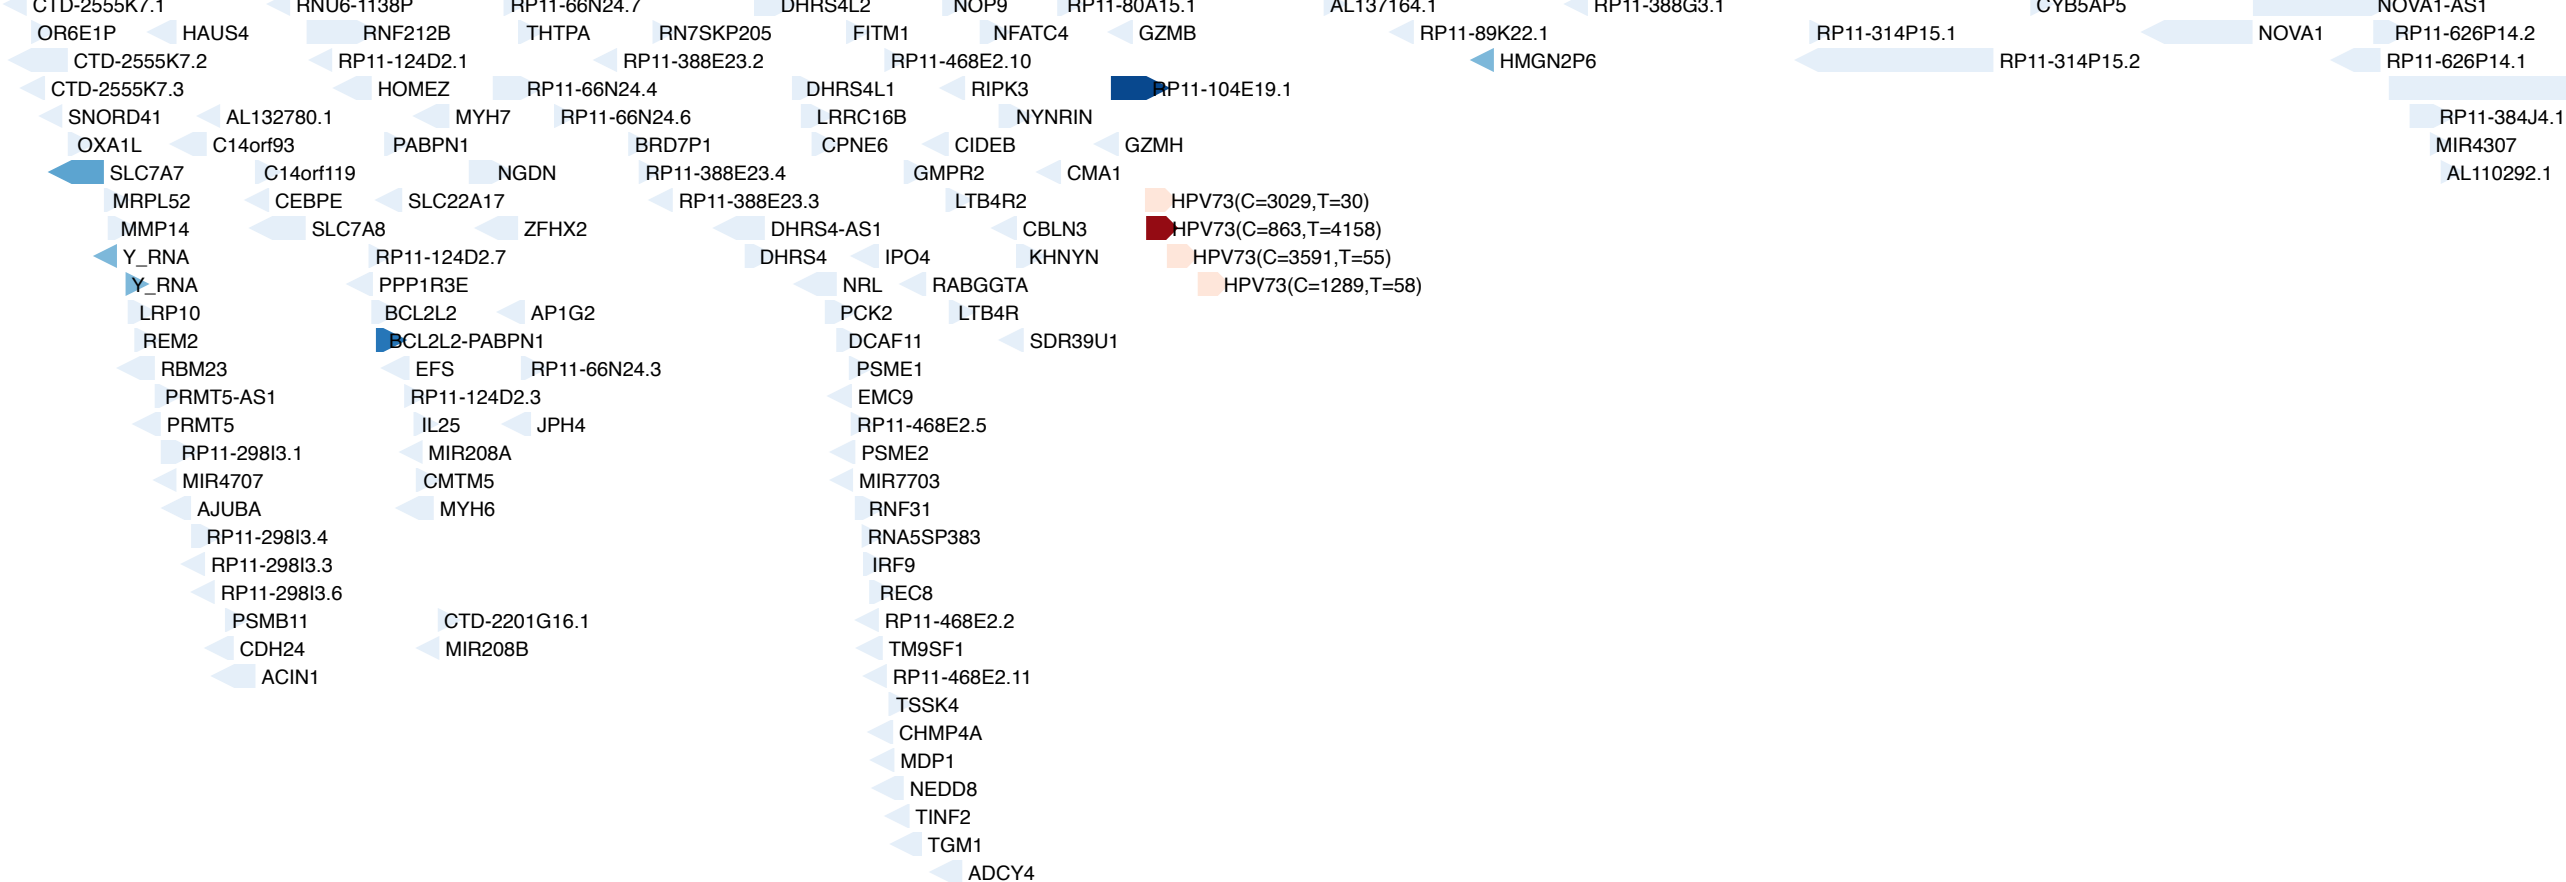 CTD-2555K7.1 RNU6-1138P RP11-66N24.7 DHRS4L2 NOP9 RP11-80A15.1 AL137164.1 RP11-388G3.1 CYB5AP5 NOVA1-AS1
OR6E1P HAUS4 RNF212B THTPA RN7SKP205 FITM1 NFATC4 GZMB RP11-89K22.1 RP11-314P15.1 NOVA1 RP11-626P14.2
CTD-2555K7.2 RP11-124D2.1 RP11-388E23.2 RP11-468E2.10 HMGN2P6 RP11-314P15.2 RP11-626P14.1
CTD-2555K7.3 HOMEZ RP11-66N24.4 DHRS4L1 RIPK3 RP11-104E19.1
SNORD41 AL132780.1 MYH7 RP11-66N24.6 LRRC16B NYNRIN RP11-384J4.1
OXA1L C14orf93 PABPN1 BRD7P1 CPNE6 CIDEB GZMH MIR4307
SLC7A7 C14orf119 NGDN RP11-388E23.4 GMPR2 CMA1 AL110292.1
MRPL52 CEBPE SLC22A17 RP11-388E23.3 LTB4R2 HPV73(C=3029,T=30)
MMP14 SLC7A8 ZFHX2 DHRS4-AS1 CBLN3 HPV73(C=863,T=4158)
Y_RNA RP11-124D2.7 DHRS4 IPO4 KHNYN HPV73(C=3591,T=55)
Y_RNA PPP1R3E NRL RABGGTA HPV73(C=1289,T=58)
LRP10 BCL2L2 AP1G2 PCK2 LTB4R
REM2 BCL2L2-PABPN1 DCAF11 SDR39U1
RBM23 EFS RP11-66N24.3 PSME1
PRMT5-AS1 RP11-124D2.3 EMC9
PRMT5 IL25 JPH4 RP11-468E2.5
RP11-298I3.1 MIR208A PSME2
MIR4707 CMTM5 MIR7703
AJUBA MYH6 RNF31
RP11-298I3.4 RNA5SP383
RP11-298I3.3 IRF9
RP11-298I3.6 REC8
PSMB11 CTD-2201G16.1 RP11-468E2.2
CDH24 MIR208B TM9SF1
ACIN1 RP11-468E2.11
TSSK4
CHMP4A
MDP1
NEDD8
TINF2
TGM1
ADCY4